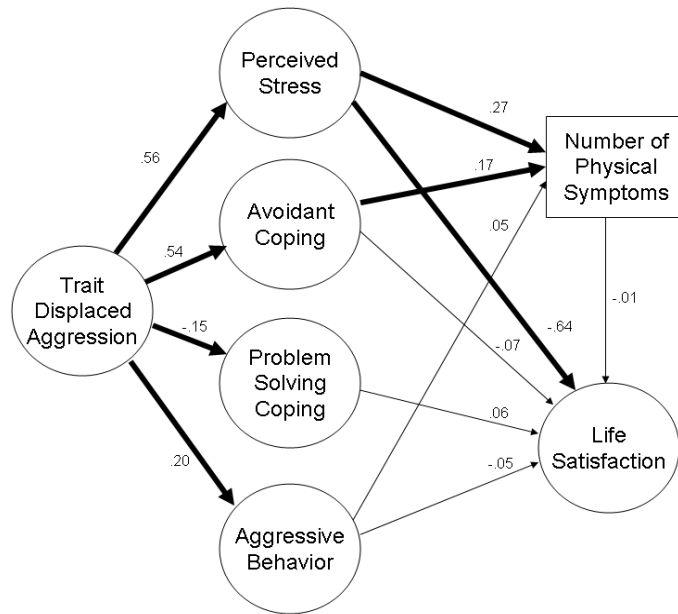 Perceived
Stress
.27
Number of
Physical
Symptoms
.56
.17
Avoidant
Coping
.05
.54
Trait
Displaced
Aggression
-.01
-.15
-.64
-.07
Problem
Solving
Coping
.06
Life
Satisfaction
.20
-.05
Aggressive
Behavior